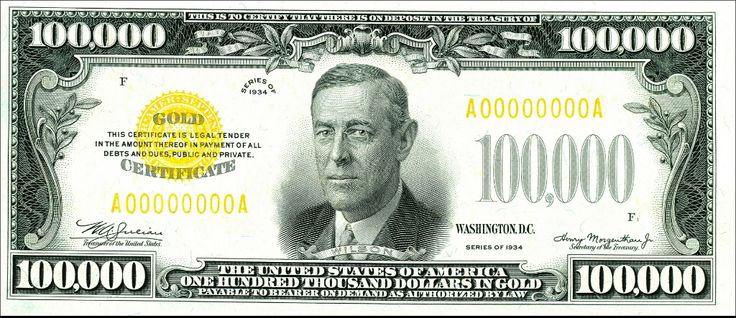 THIS IS TO CERTIFY THAT THERE IS ON DEPOSIT IN THE TREASURY OF
100,000
100,000
F
SERIES OF
1934
A00000000A
GOLD
THIS CERTIFICATE IS LEGAL TENDER
IN THE AMOUNT THEREOF IN PAYMENT OF ALL
DEBTS AND DUES, PUBLIC AND PRIVATE.
CERTIFICATE
100,000
A00000000A
F
WASHINGTON, D.C.
Treasurer of the United States.
WILSON
SERIES OF 1934
Henry Morgenthau Jr
Secretary of the Treasury.
THE UNITED STATES OF AMERICA
100,000
ONE HUNDRED THOUSAND DOLLARS IN GOLD
100,000
PAYABLE TO BEARER ON DEMAND AS AUTHORIZED BY LAW